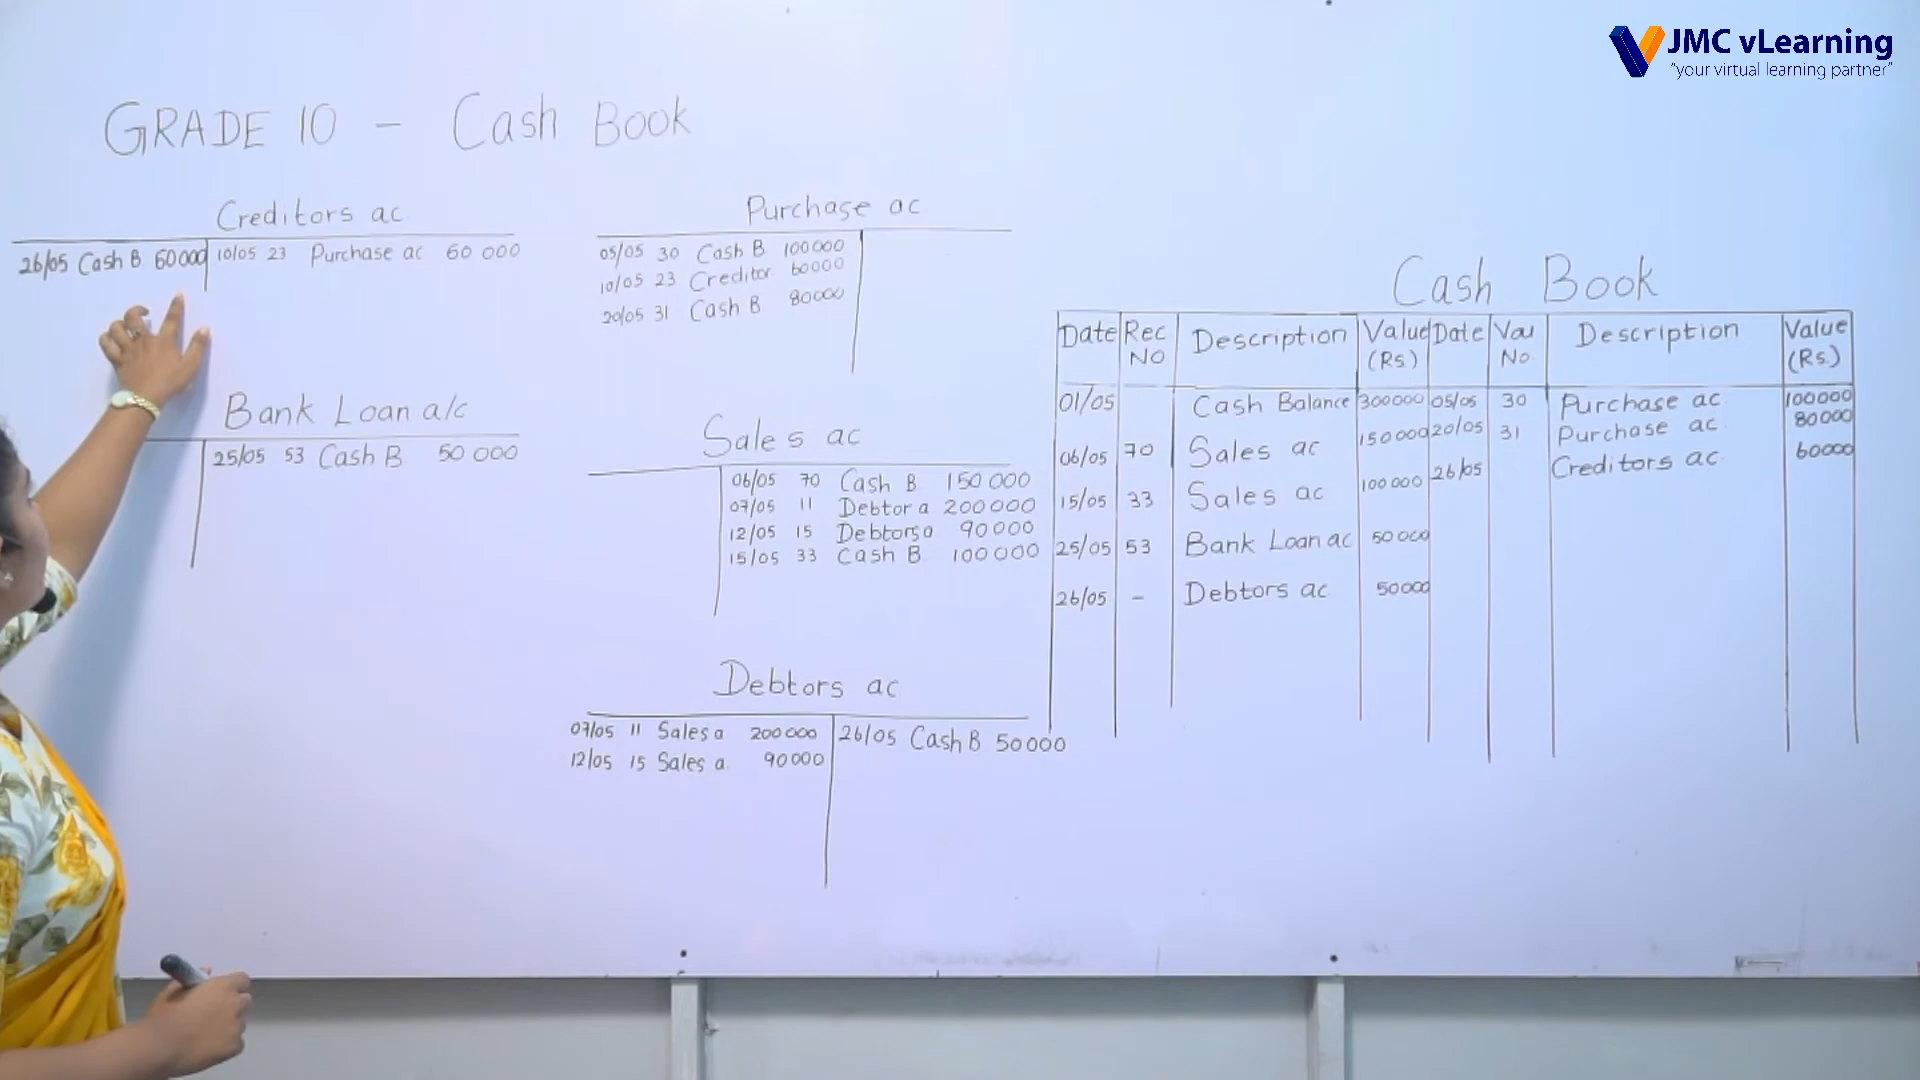 JMC vLearning
"your virtual learning partner"
GRADE 10 - Cash Book
Creditors ac
26/05 Cash B 60000 10/05 23 Purchase ac 60 000
Bank Loan a/c
25/05 53 Cash B 50 000
Purchase ac
05/05 30 Cash B 100000
10/05 23 Creditor 60000
20/05 31 Cash B 80000
Sales ac
06/05 70 Cash B 150 000
07/05 11 Debtor a 200000
12/05 15 Debtors a 90000
15/05 33 Cash B 100000
Debtors ac
07/05 11 Sales a 200000 26/05 Cash B 50000
12/05 15 Sales a 90000
Cash Book
Date Rec No Description Value (Rs) Date Vou No. Description Value (Rs.)
01/05 Cash Balance 300000 05/05 30 Purchase ac 100000
06/05 70 Sales ac 150000 20/05 31 Purchase ac 80000
15/05 33 Sales ac 100000 26/05 Creditors ac 60000
25/05 53 Bank Loan ac 50000
26/05 - Debtors ac 50000